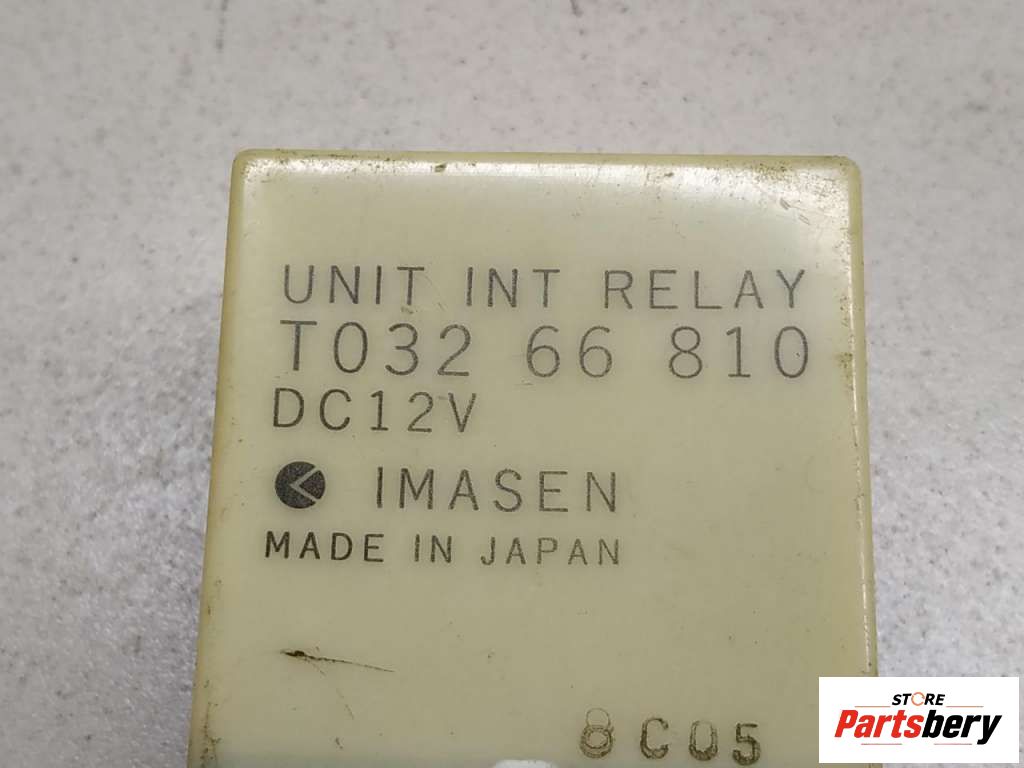 UNIT INT RELAY
T032 66 810
DC12V
IMASEN
MADE IN JAPAN
8C05
STORE
Partsbery